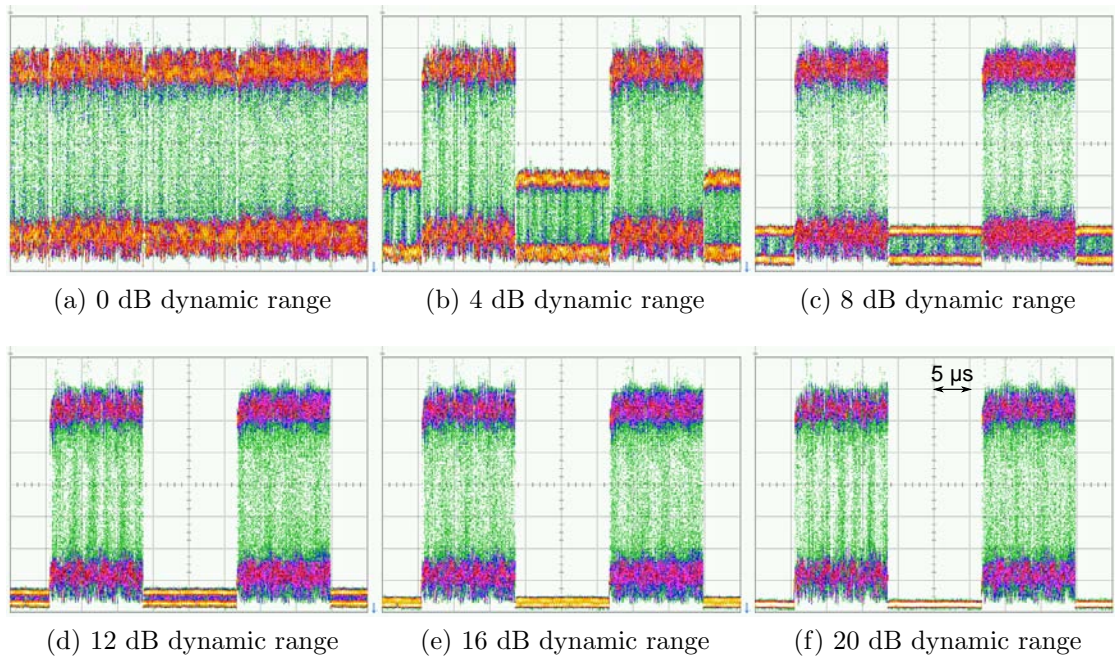 (a) 0 dB dynamic range
(b) 4 dB dynamic range
(c) 8 dB dynamic range
5 µs
(d) 12 dB dynamic range
(e) 16 dB dynamic range
(f) 20 dB dynamic range